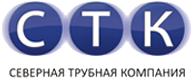 СТК
СЕВЕРНАЯ ТРУБНАЯ КОМПАНИЯ